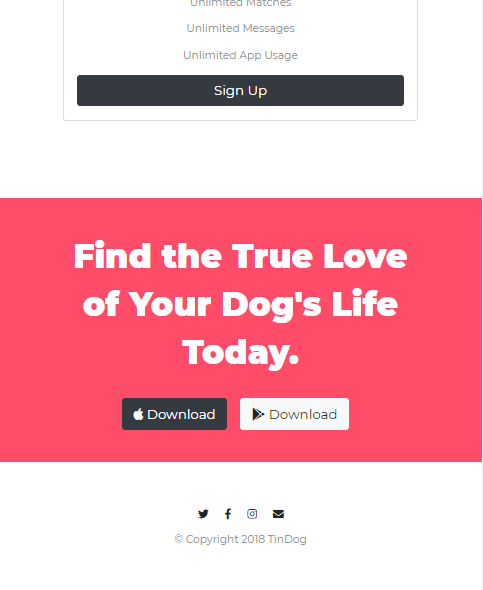 Unlimited Matches
Unlimited Messages
Unlimited App Usage
Sign Up
Find the True Love
of Your Dog's Life
Today.
Download Download
© Copyright 2018 TinDog